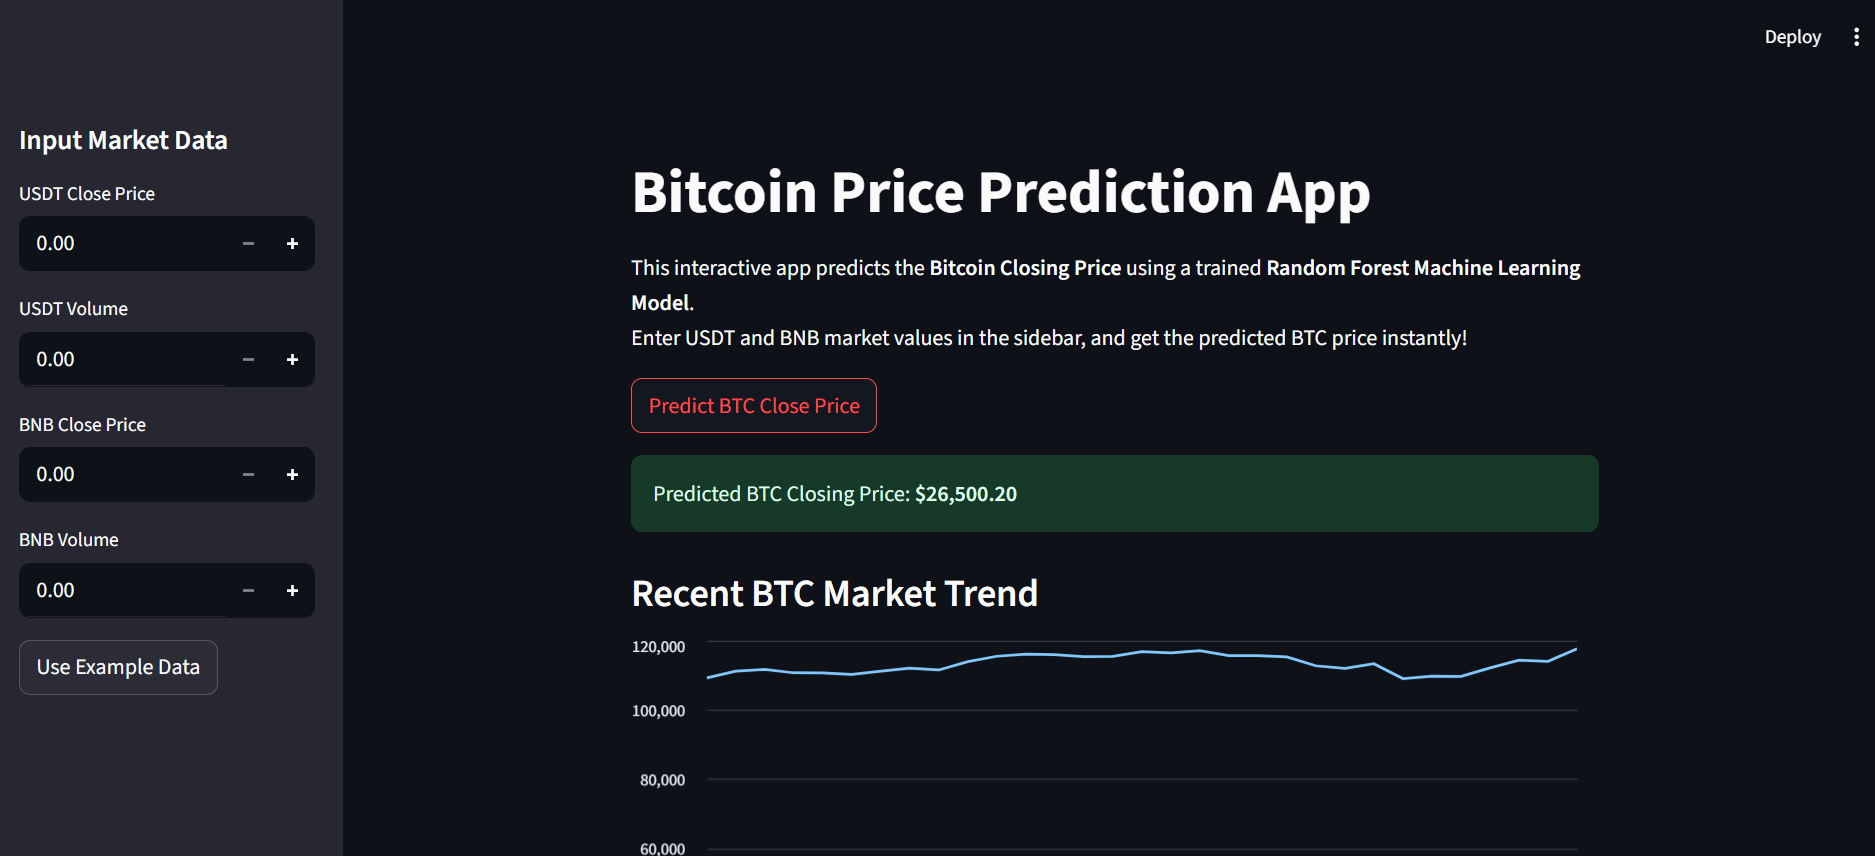 Deploy
Input Market Data
USDT Close Price
0.00
USDT Volume
0.00
BNB Close Price
0.00
BNB Volume
0.00
Use Example Data
Bitcoin Price Prediction App
This interactive app predicts the Bitcoin Closing Price using a trained Random Forest Machine Learning
Model.
Enter USDT and BNB market values in the sidebar, and get the predicted BTC price instantly!
Predict BTC Close Price
Predicted BTC Closing Price: $26,500.20
Recent BTC Market Trend
120,000
100,000
80,000
60,000